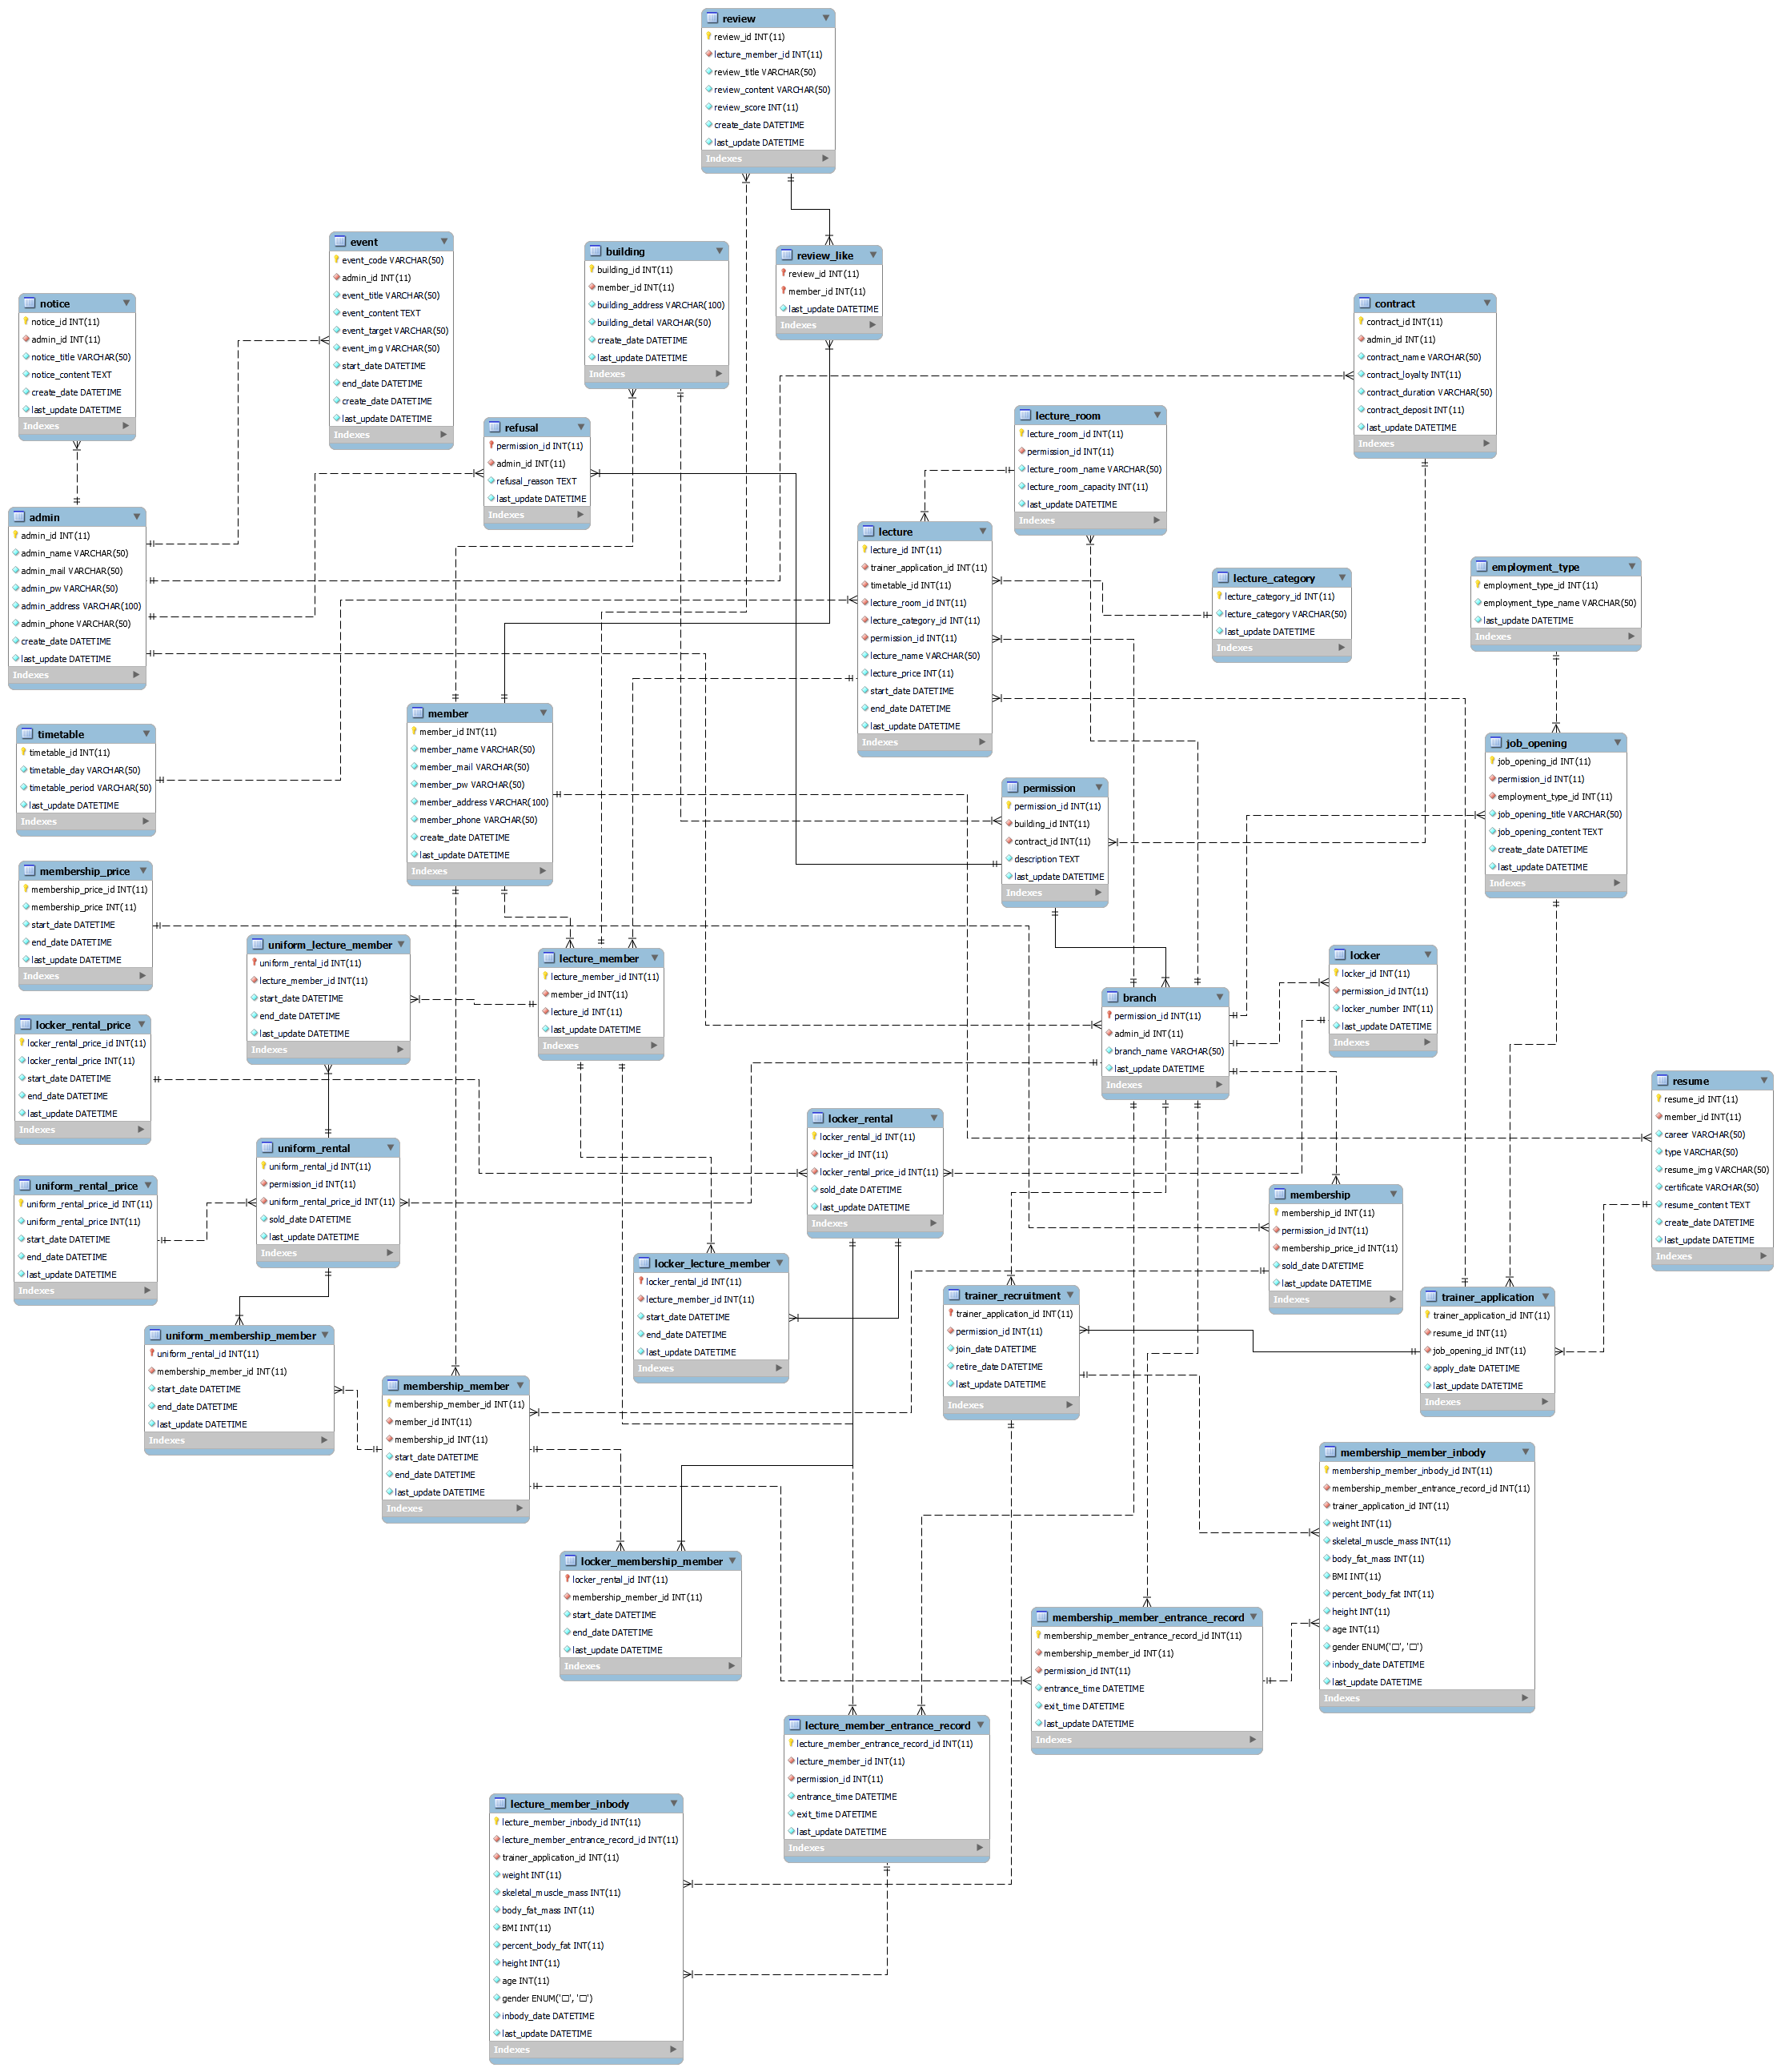 review
review_id INT(11)
lecture_member_id INT(11)
review_title VARCHAR(50)
review_content VARCHAR(50)
review_score INT(11)
create_date DATETIME
last_update DATETIME
Indexes
event
event_code VARCHAR(50)
admin_id INT(11)
event_title VARCHAR(50)
event_content TEXT
event_target VARCHAR(50)
event_img VARCHAR(50)
start_date DATETIME
end_date DATETIME
create_date DATETIME
last_update DATETIME
Indexes
building
building_id INT(11)
member_id INT(11)
building_address VARCHAR(100)
building_detail VARCHAR(50)
create_date DATETIME
last_update DATETIME
Indexes
review_like
review_id INT(11)
member_id INT(11)
last_update DATETIME
Indexes
notice
notice_id INT(11)
admin_id INT(11)
notice_title VARCHAR(50)
notice_content TEXT
create_date DATETIME
last_update DATETIME
Indexes
contract
contract_id INT(11)
admin_id INT(11)
contract_name VARCHAR(50)
contract_loyalty INT(11)
contract_duration VARCHAR(50)
contract_deposit INT(11)
last_update DATETIME
Indexes
refusal
permission_id INT(11)
admin_id INT(11)
refusal_reason TEXT
last_update DATETIME
Indexes
lecture_room
lecture_room_id INT(11)
permission_id INT(11)
lecture_room_name VARCHAR(50)
lecture_room_capacity INT(11)
last_update DATETIME
Indexes
admin
admin_id INT(11)
admin_name VARCHAR(50)
admin_mail VARCHAR(50)
admin_pw VARCHAR(50)
admin_address VARCHAR(100)
admin_phone VARCHAR(50)
create_date DATETIME
last_update DATETIME
Indexes
lecture
lecture_id INT(11)
trainer_application_id INT(11)
timetable_id INT(11)
lecture_room_id INT(11)
lecture_category_id INT(11)
permission_id INT(11)
lecture_name VARCHAR(50)
lecture_price INT(11)
start_date DATETIME
end_date DATETIME
last_update DATETIME
Indexes
lecture_category
lecture_category_id INT(11)
lecture_category VARCHAR(50)
last_update DATETIME
Indexes
employment_type
employment_type_id INT(11)
employment_type_name VARCHAR(50)
last_update DATETIME
Indexes
timetable
timetable_id INT(11)
timetable_day VARCHAR(50)
timetable_period VARCHAR(50)
last_update DATETIME
Indexes
member
member_id INT(11)
member_name VARCHAR(50)
member_mail VARCHAR(50)
member_pw VARCHAR(50)
member_address VARCHAR(100)
member_phone VARCHAR(50)
create_date DATETIME
last_update DATETIME
Indexes
permission
permission_id INT(11)
building_id INT(11)
contract_id INT(11)
description TEXT
last_update DATETIME
Indexes
job_opening
job_opening_id INT(11)
permission_id INT(11)
employment_type_id INT(11)
job_opening_title VARCHAR(50)
job_opening_content TEXT
create_date DATETIME
last_update DATETIME
Indexes
membership_price
membership_price_id INT(11)
membership_price INT(11)
start_date DATETIME
end_date DATETIME
last_update DATETIME
Indexes
uniform_lecture_member
uniform_rental_id INT(11)
lecture_member_id INT(11)
start_date DATETIME
end_date DATETIME
last_update DATETIME
Indexes
lecture_member
lecture_member_id INT(11)
member_id INT(11)
lecture_id INT(11)
last_update DATETIME
Indexes
branch
permission_id INT(11)
admin_id INT(11)
branch_name VARCHAR(50)
last_update DATETIME
Indexes
locker
locker_id INT(11)
permission_id INT(11)
locker_number INT(11)
last_update DATETIME
Indexes
locker_rental_price
locker_rental_price_id INT(11)
locker_rental_price INT(11)
start_date DATETIME
end_date DATETIME
last_update DATETIME
Indexes
resume
resume_id INT(11)
member_id INT(11)
career VARCHAR(50)
type VARCHAR(50)
resume_img VARCHAR(50)
certificate VARCHAR(50)
resume_content TEXT
create_date DATETIME
last_update DATETIME
Indexes
uniform_rental
uniform_rental_id INT(11)
permission_id INT(11)
uniform_rental_price_id INT(11)
sold_date DATETIME
last_update DATETIME
Indexes
locker_rental
locker_rental_id INT(11)
locker_id INT(11)
locker_rental_price_id INT(11)
sold_date DATETIME
last_update DATETIME
Indexes
uniform_rental_price
uniform_rental_price_id INT(11)
uniform_rental_price INT(11)
start_date DATETIME
end_date DATETIME
last_update DATETIME
Indexes
membership
membership_id INT(11)
permission_id INT(11)
membership_price_id INT(11)
sold_date DATETIME
last_update DATETIME
Indexes
locker_lecture_member
locker_rental_id INT(11)
lecture_member_id INT(11)
start_date DATETIME
end_date DATETIME
last_update DATETIME
Indexes
trainer_recruitment
trainer_application_id INT(11)
permission_id INT(11)
join_date DATETIME
retire_date DATETIME
last_update DATETIME
Indexes
trainer_application
trainer_application_id INT(11)
resume_id INT(11)
job_opening_id INT(11)
apply_date DATETIME
last_update DATETIME
Indexes
uniform_membership_member
uniform_rental_id INT(11)
membership_member_id INT(11)
start_date DATETIME
end_date DATETIME
last_update DATETIME
Indexes
membership_member
membership_member_id INT(11)
member_id INT(11)
membership_id INT(11)
start_date DATETIME
end_date DATETIME
last_update DATETIME
Indexes
membership_member_inbody
membership_member_inbody_id INT(11)
membership_member_entrance_record_id INT(11)
trainer_application_id INT(11)
weight INT(11)
skeletal_muscle_mass INT(11)
body_fat_mass INT(11)
BMI INT(11)
percent_body_fat INT(11)
height INT(11)
age INT(11)
gender ENUM('□', '□')
inbody_date DATETIME
last_update DATETIME
Indexes
locker_membership_member
locker_rental_id INT(11)
membership_member_id INT(11)
start_date DATETIME
end_date DATETIME
last_update DATETIME
Indexes
membership_member_entrance_record
membership_member_entrance_record_id INT(11)
membership_member_id INT(11)
permission_id INT(11)
entrance_time DATETIME
exit_time DATETIME
last_update DATETIME
Indexes
lecture_member_entrance_record
lecture_member_entrance_record_id INT(11)
lecture_member_id INT(11)
permission_id INT(11)
entrance_time DATETIME
exit_time DATETIME
last_update DATETIME
Indexes
lecture_member_inbody
lecture_member_inbody_id INT(11)
lecture_member_entrance_record_id INT(11)
trainer_application_id INT(11)
weight INT(11)
skeletal_muscle_mass INT(11)
body_fat_mass INT(11)
BMI INT(11)
percent_body_fat INT(11)
height INT(11)
age INT(11)
gender ENUM('□', '□')
inbody_date DATETIME
last_update DATETIME
Indexes